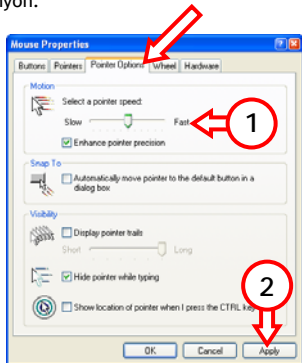 nyon.
Mouse Properties
Buttons Pointers Pointer Options Wheel Hardware
Motion
Select a pointer speed:
Slow Fast
1
Enhance pointer precision
Snap To
Automatically move pointer to the default button in a
dialog box
Visibility
Display pointer trails
Short Long
Hide pointer while typing
2
Show location of pointer when I press the CTRL key
OK Cancel Apply